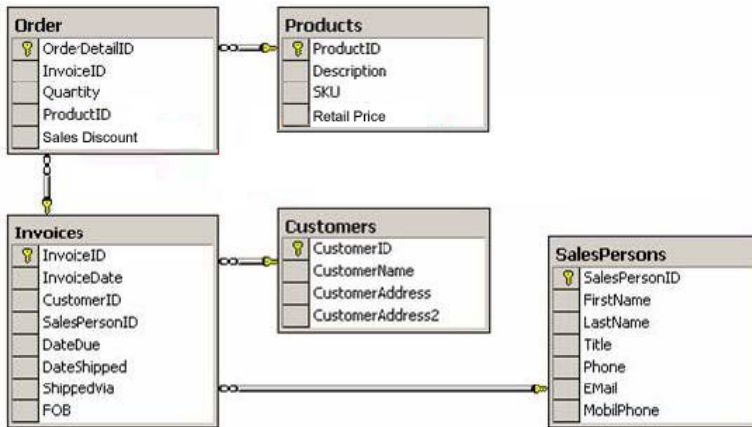 Order
OrderDetailID
InvoiceID
Quantity
ProductID
Sales Discount
Products
ProductID
Description
SKU
Retail Price
Invoices
InvoiceID
InvoiceDate
CustomerID
SalesPersonID
DateDue
DateShipped
ShippedVia
FOB
Customers
CustomerID
CustomerName
CustomerAddress
CustomerAddress2
SalesPersons
SalesPersonID
FirstName
LastName
Title
Phone
EMail
MobilPhone